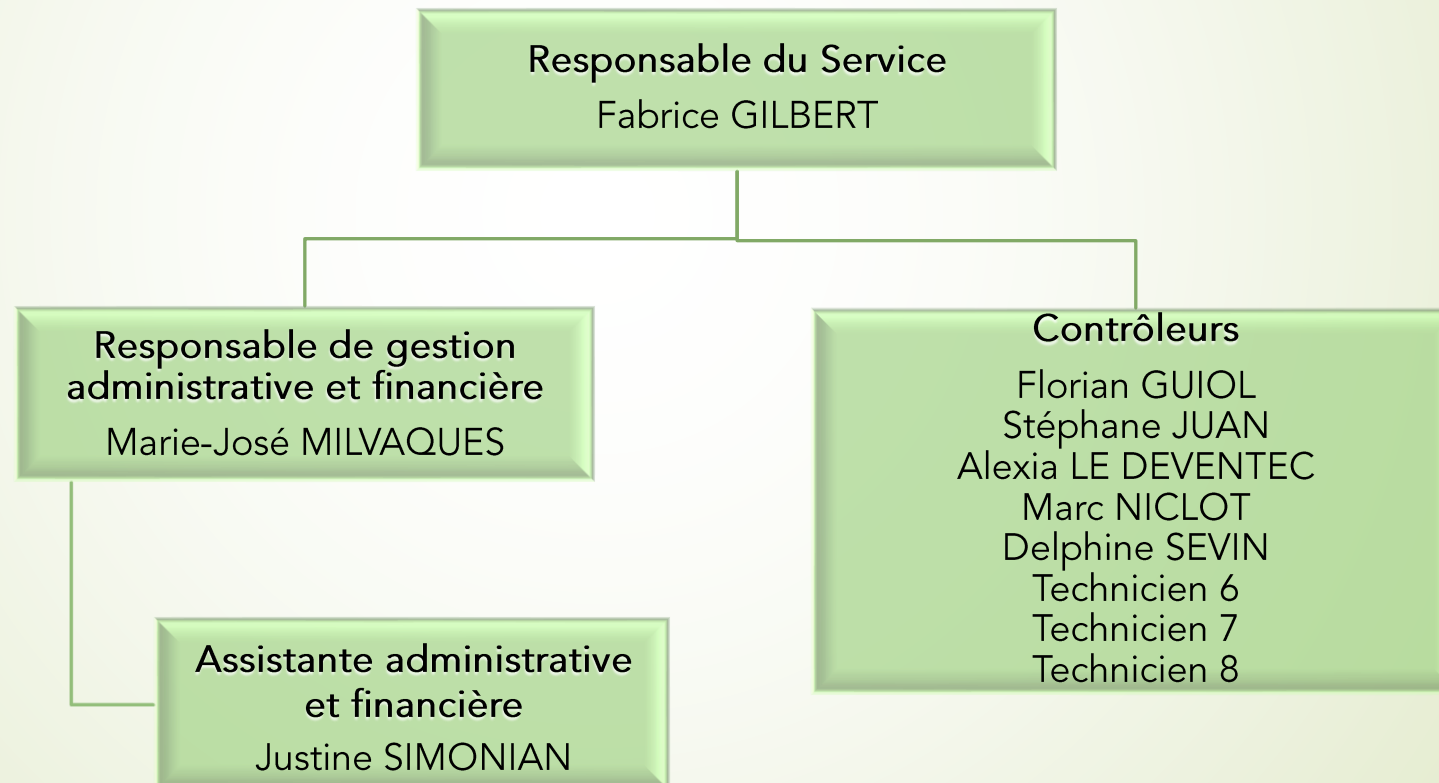 Responsable du Service
Fabrice GILBERT
Responsable de gestion
administrative et financière
Marie-José MILVAQUES
Contrôleurs
Florian GUIOL
Stéphane JUAN
Alexia LE DEVENTEC
Marc NICLOT
Delphine SEVIN
Technicien 6
Technicien 7
Technicien 8
Assistante administrative
et financière
Justine SIMONIAN